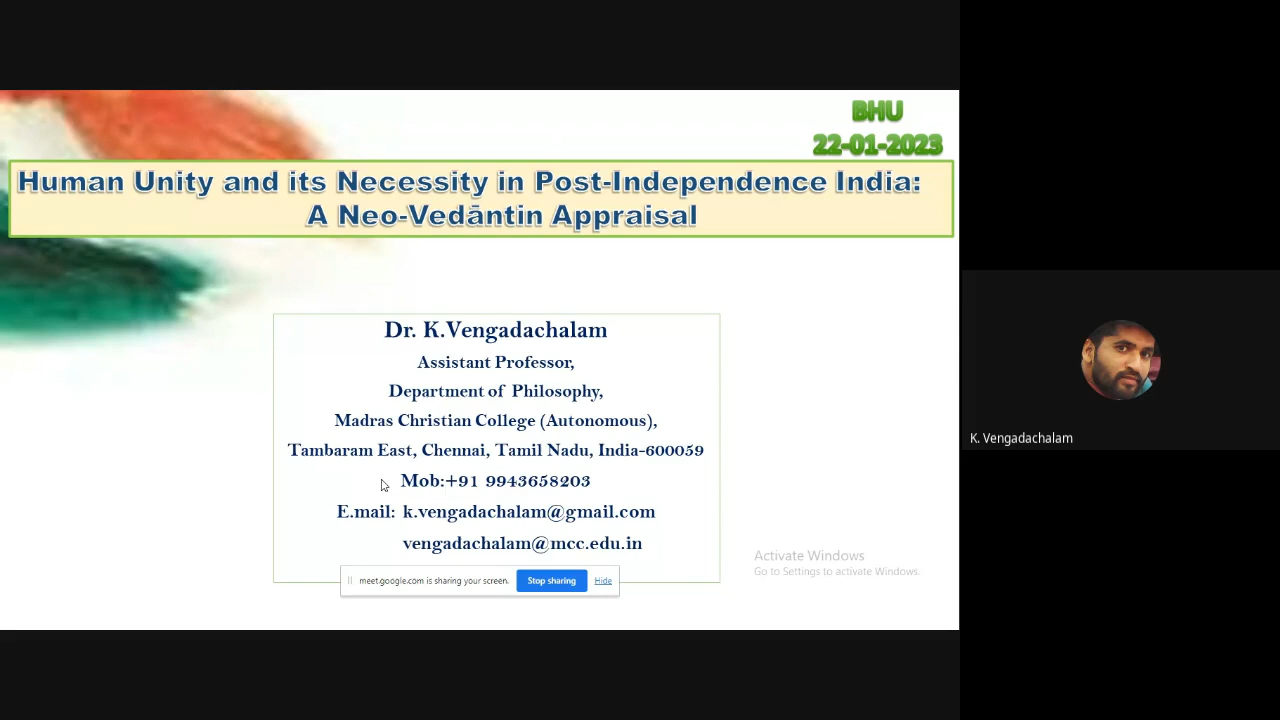 BHU
22-01-2023
Human Unity and its Necessity in Post-Independence India:
A Neo-Vedāntin Appraisal
Dr. K.Vengadachalam
Assistant Professor,
Department of Philosophy,
Madras Christian College (Autonomous),
Tambaram East, Chennai, Tamil Nadu, India-600059
Mob:+91 9943658203
E.mail: k.vengadachalam@gmail.com
vengadachalam@mcc.edu.in
Activate Windows
Go to Settings to activate Windows.
meet.google.com is sharing your screen. Stop sharing Hide
K. Vengadachalam